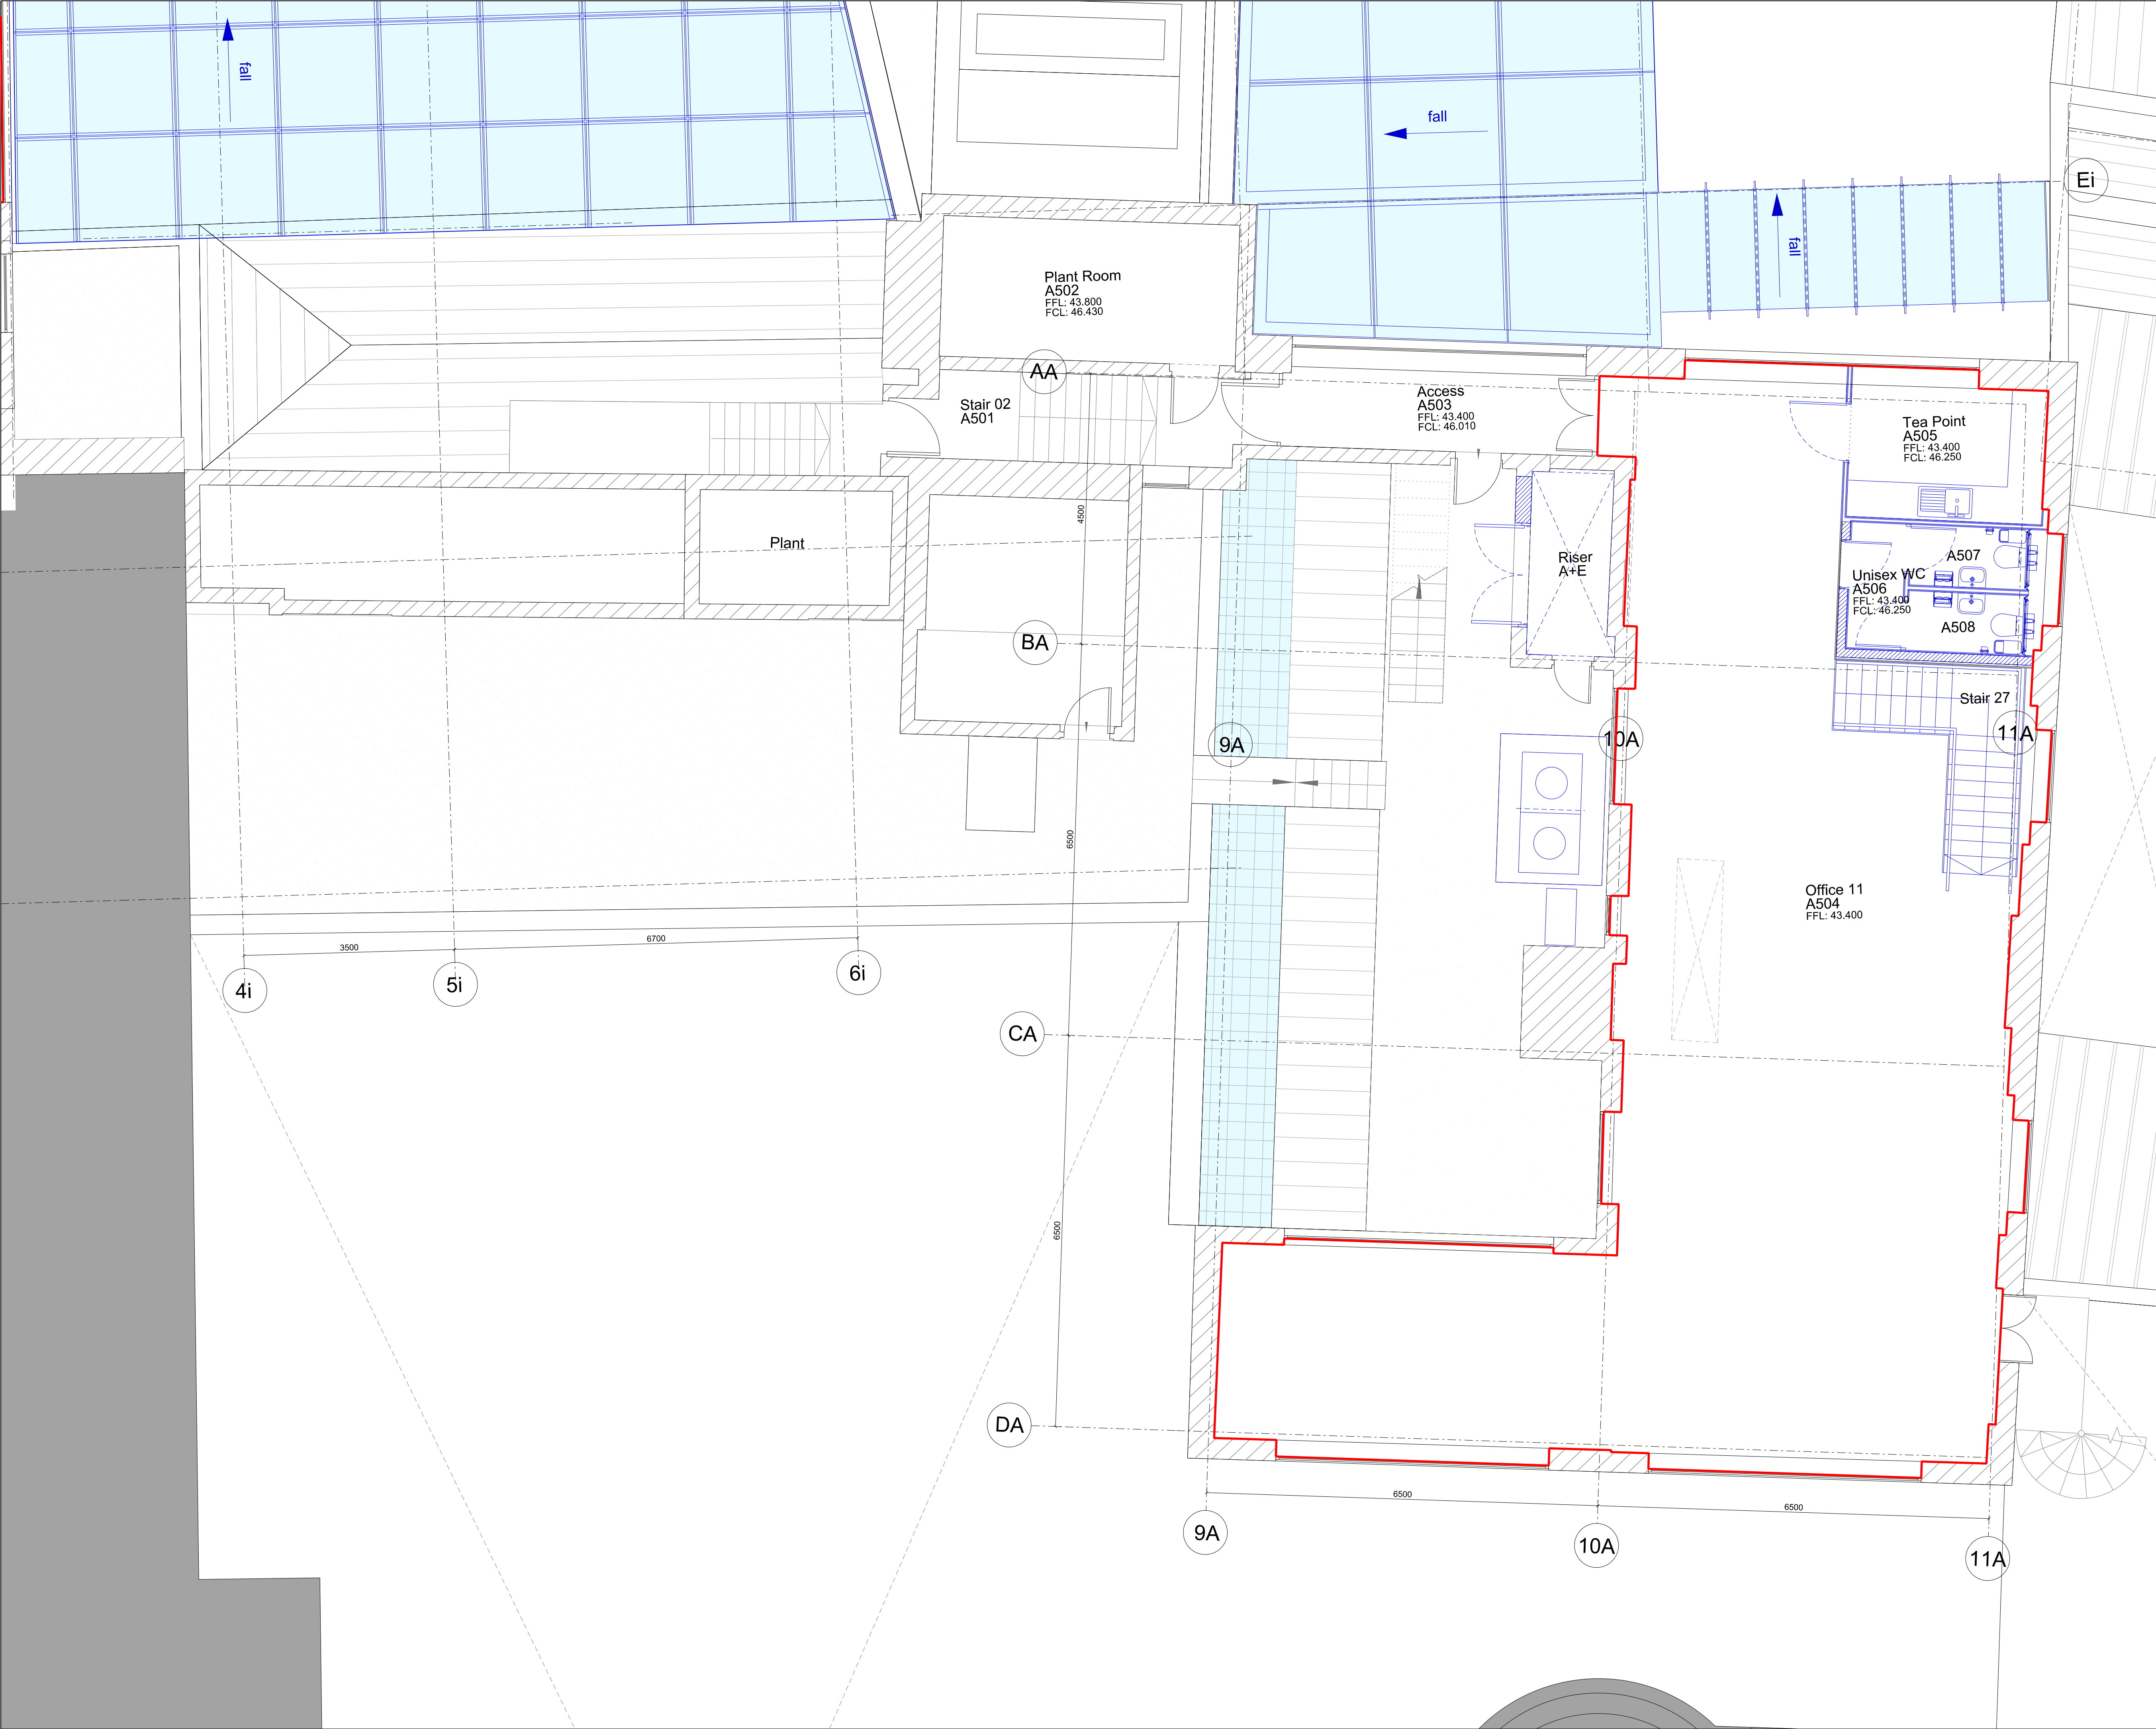 fall
fall
Ei
fall
Plant Room
A502
FFL: 43.800
FCL: 46.430
AA
Stair 02
A501
Access
A503
FFL: 43.400
FCL: 46.010
Tea Point
A505
FFL: 43.400
FCL: 46.250
4500
Plant
Riser
A+E
A507
Unisex WC
A506
FFL: 43.400
FCL: 46.250
A508
BA
Stair 27
9A
10A
11A
6500
Office 11
A504
FFL: 43.400
3500
6700
4i
5i
6i
CA
6500
DA
6500
6500
9A
10A
11A